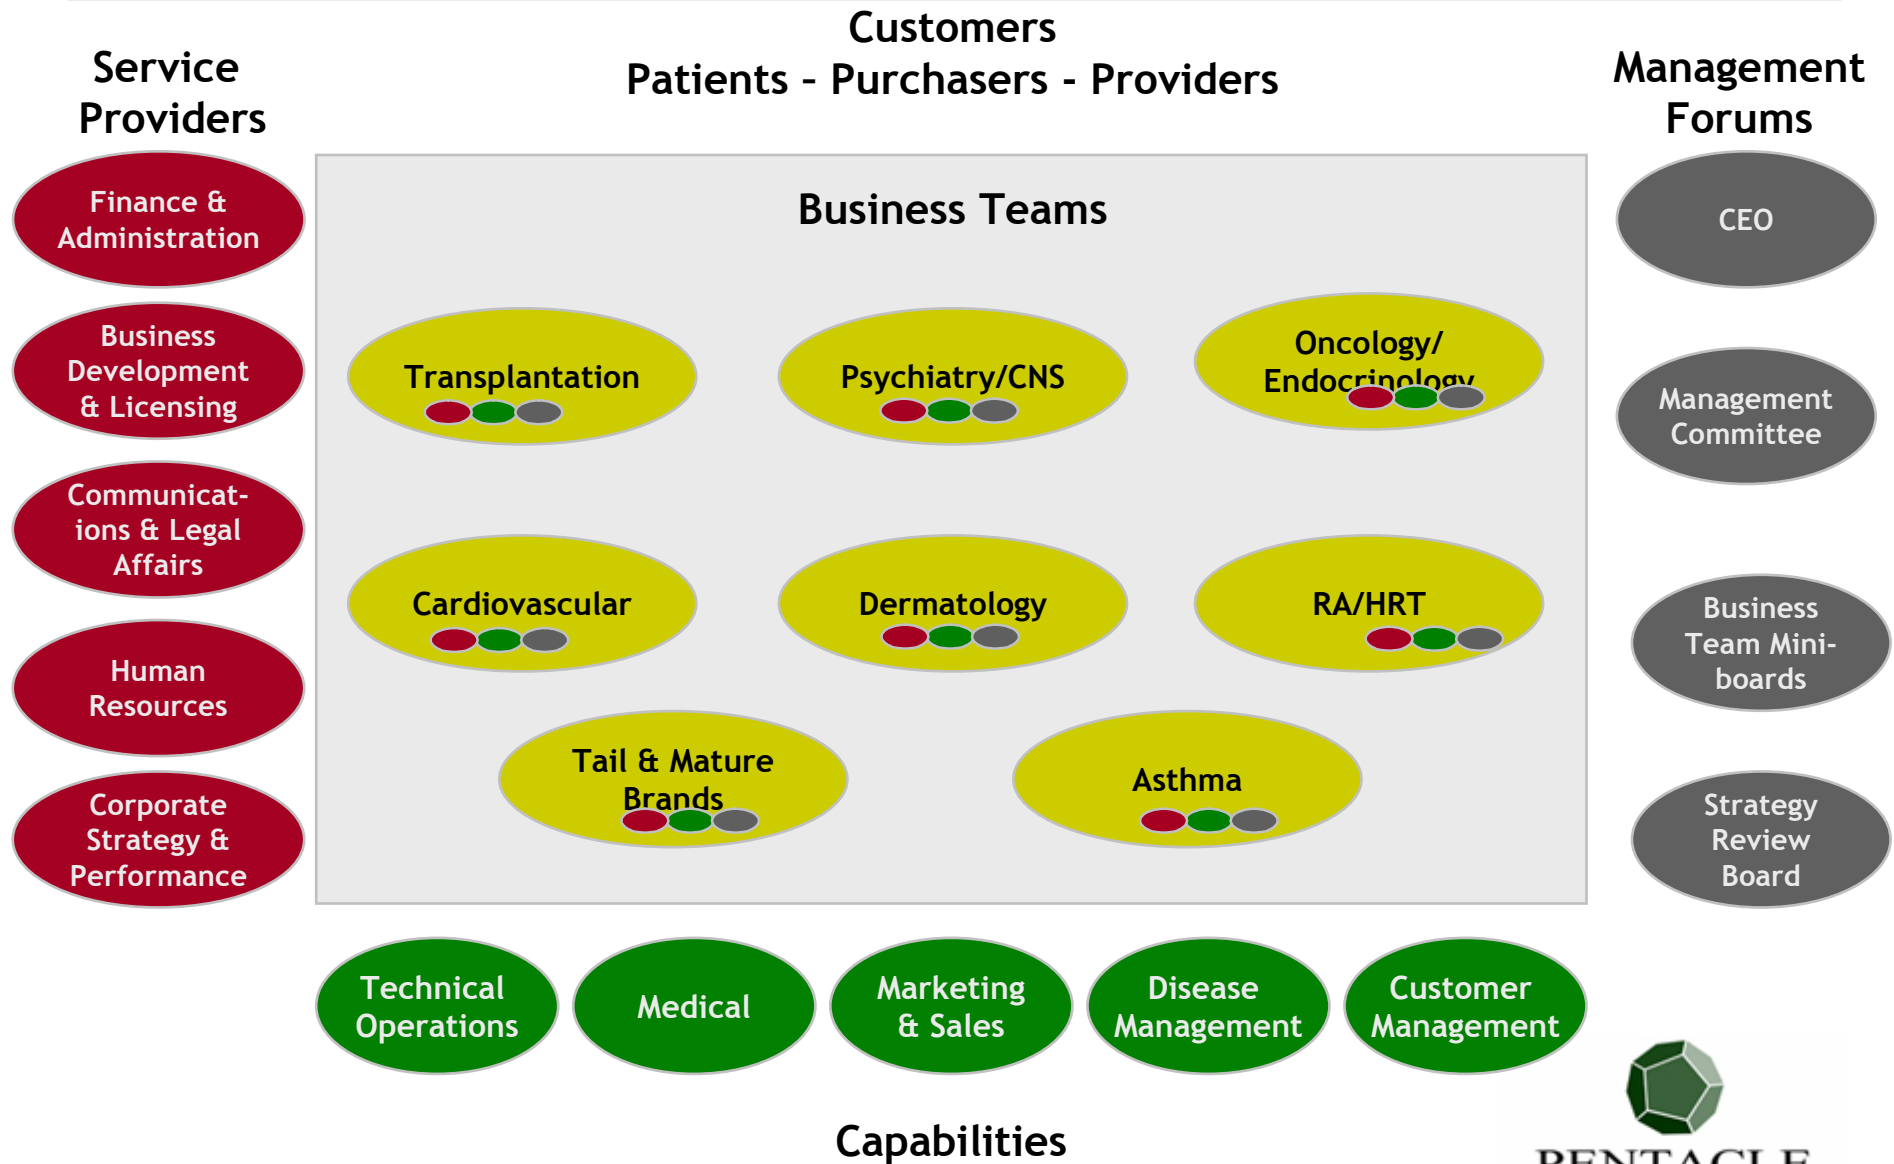 Customers
Patients – Purchasers - Providers
Service
Providers
Management
Forums
Finance &
Administration
Business
Development
& Licensing
Communicat-
ions & Legal
Affairs
Human
Resources
Corporate
Strategy &
Performance
Business Teams
Transplantation
Psychiatry/CNS
Oncology/
Endocrinology
Cardiovascular
Dermatology
RA/HRT
Tail & Mature
Brands
Asthma
CEO
Management
Committee
Business
Team Mini-
boards
Strategy
Review
Board
Technical
Operations
Medical
Marketing
& Sales
Disease
Management
Customer
Management
Capabilities
PENTACLE